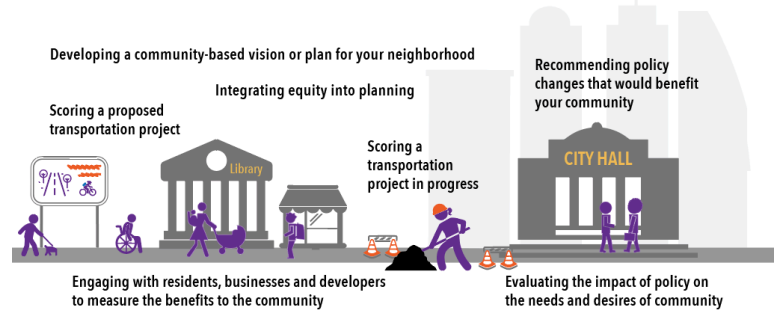 Developing a community-based vision or plan for your neighborhood
Integrating equity into planning
Recommending policy
changes that would benefit
your community
Scoring a proposed
transportation project
Scoring a
transportation
project in progress
Library
CITY HALL
Engaging with residents, businesses and developers
to measure the benefits to the community
Evaluating the impact of policy on
the needs and desires of community